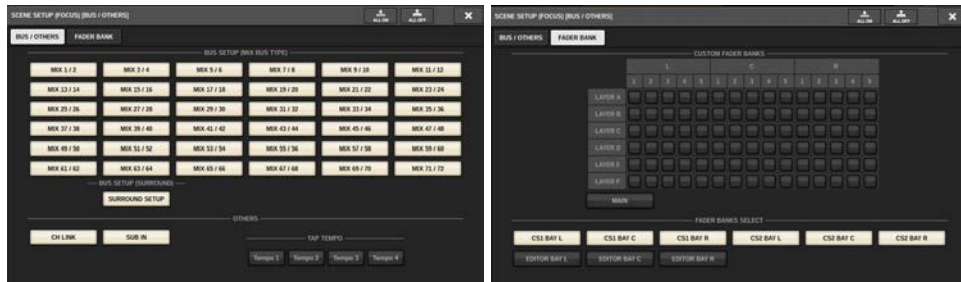 SCENE SETUP (FOCUS) [BUS / OTHERS]
ALL ON ALL OFF
BUS / OTHERS FADER BANK
BUS SETUP (MIX BUS TYPE)
MIX 1 / 2 MIX 3 / 4 MIX 5 / 6 MIX 7 / 8 MIX 9 / 10 MIX 11 / 12
MIX 13 / 14 MIX 15 / 16 MIX 17 / 18 MIX 19 / 20 MIX 21 / 22 MIX 23 / 24
MIX 25 / 26 MIX 27 / 28 MIX 29 / 30 MIX 31 / 32 MIX 33 / 34 MIX 35 / 36
MIX 37 / 38 MIX 39 / 40 MIX 41 / 42 MIX 43 / 44 MIX 45 / 46 MIX 47 / 48
MIX 49 / 50 MIX 51 / 52 MIX 53 / 54 MIX 55 / 56 MIX 57 / 58 MIX 59 / 60
MIX 61 / 62 MIX 63 / 64 MIX 65 / 66 MIX 67 / 68 MIX 69 / 70 MIX 71 / 72
BUS SETUP (SURROUND)
SURROUND SETUP
OTHERS
CH LINK SUB IN
TAP TEMPO
Tempo 1 Tempo 2 Tempo 3 Tempo 4
SCENE SETUP (FOCUS) [BUS / OTHERS]
ALL ON ALL OFF
BUS / OTHERS FADER BANK
CUSTOM FADER BANKS
L C R
1 2 3 4 5 1 2 3 4 5 1 2 3 4 5
LAYER A
LAYER B
LAYER C
LAYER D
LAYER E
LAYER F
MAIN
FADER BANKS SELECT
CS1 BAY L CS1 BAY C CS1 BAY R CS2 BAY L CS2 BAY C CS2 BAY R
EDITOR BAY L EDITOR BAY C EDITOR BAY R